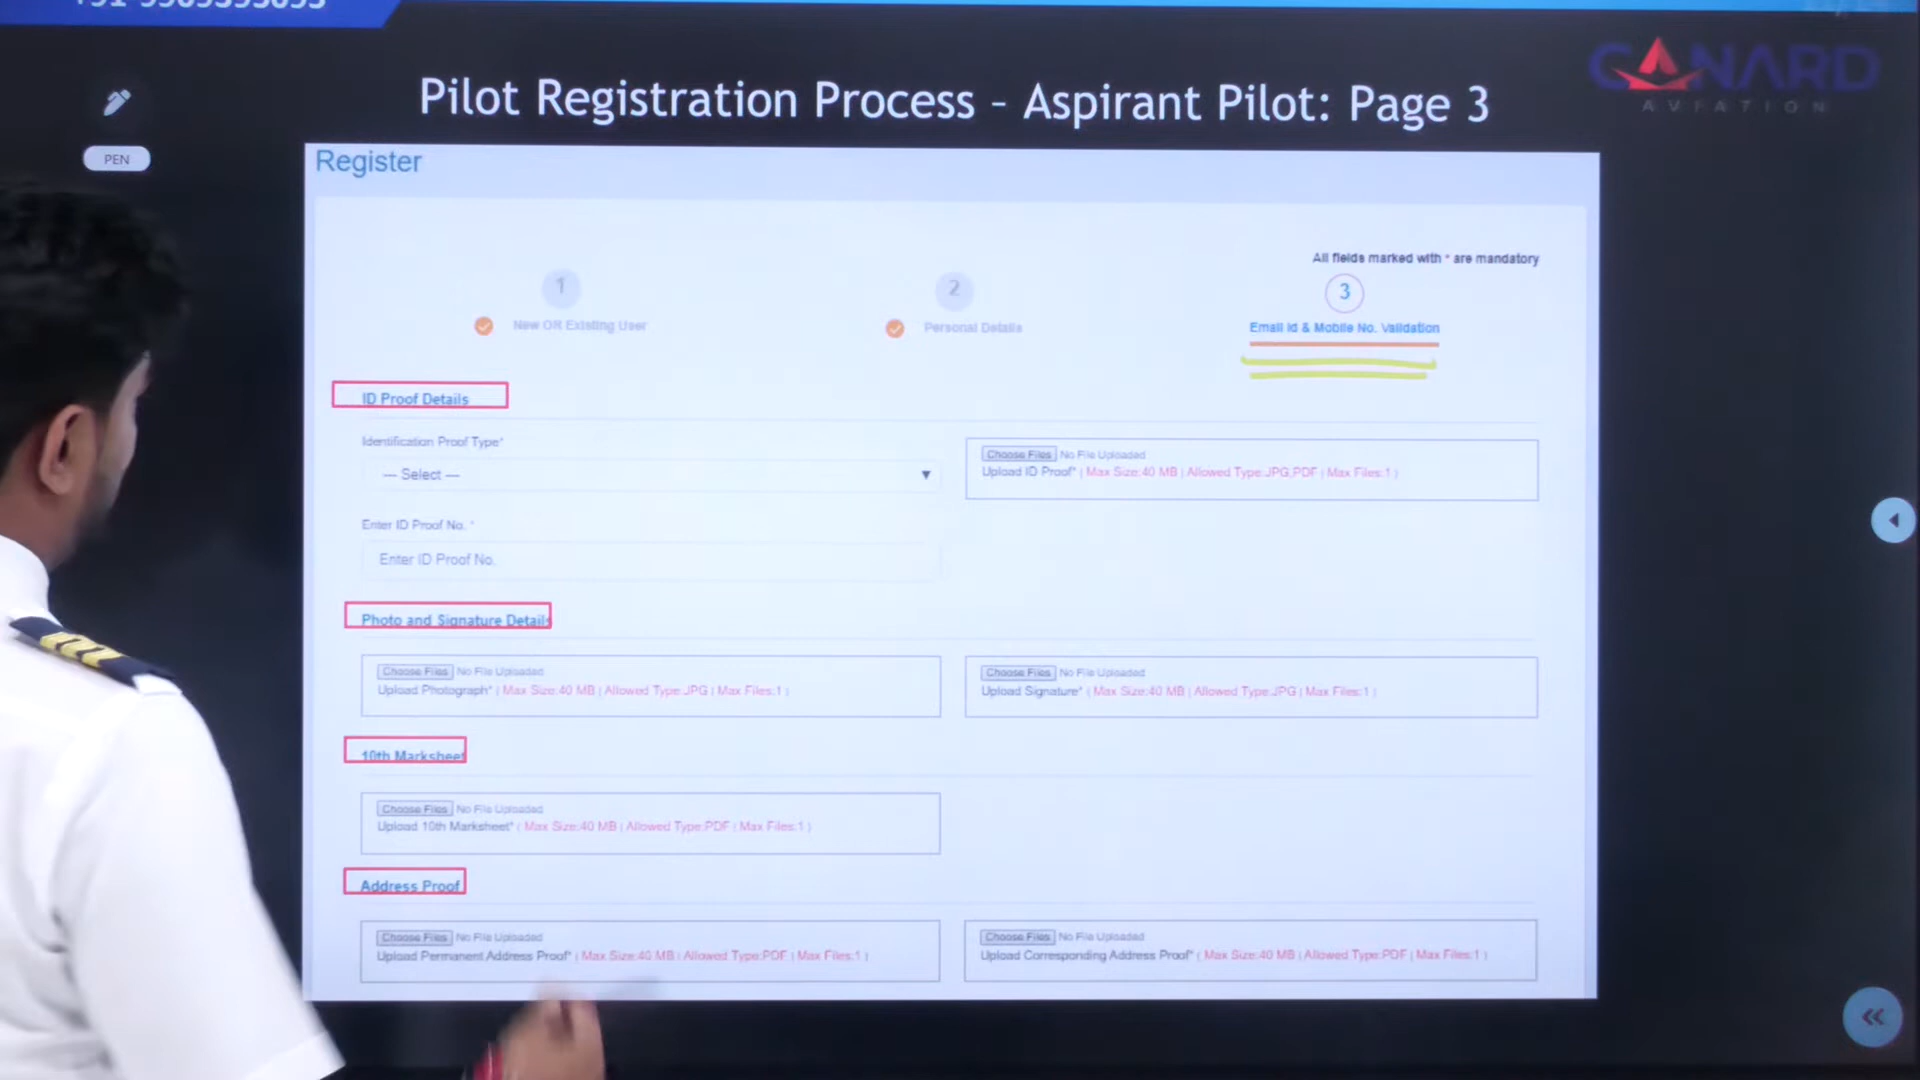 CANARD
AVIATION
Pilot Registration Process – Aspirant Pilot: Page 3
PEN
Register
All fields marked with * are mandatory
1
2
3
New OR Existing User
Personal Details
Email Id & Mobile No. Validation
ID Proof Details
Identification Proof Type*
--- Select ---
Choose Files No File Uploaded
Upload ID Proof* ( Max Size:40 MB | Allowed Type:JPG,PDF | Max Files:1 )
Enter ID Proof No. *
Enter ID Proof No.
Photo and Signature Details
Choose Files No File Uploaded
Upload Photograph* ( Max Size:40 MB | Allowed Type:JPG | Max Files:1 )
Choose Files No File Uploaded
Upload Signature* ( Max Size:40 MB | Allowed Type:JPG | Max Files:1 )
10th Marksheet
Choose Files No File Uploaded
Upload 10th Marksheet* ( Max Size:40 MB | Allowed Type:PDF | Max Files:1 )
Address Proof
Choose Files No File Uploaded
Upload Permanent Address Proof* ( Max Size:40 MB | Allowed Type:PDF | Max Files:1 )
Choose Files No File Uploaded
Upload Corresponding Address Proof* ( Max Size:40 MB | Allowed Type:PDF | Max Files:1 )